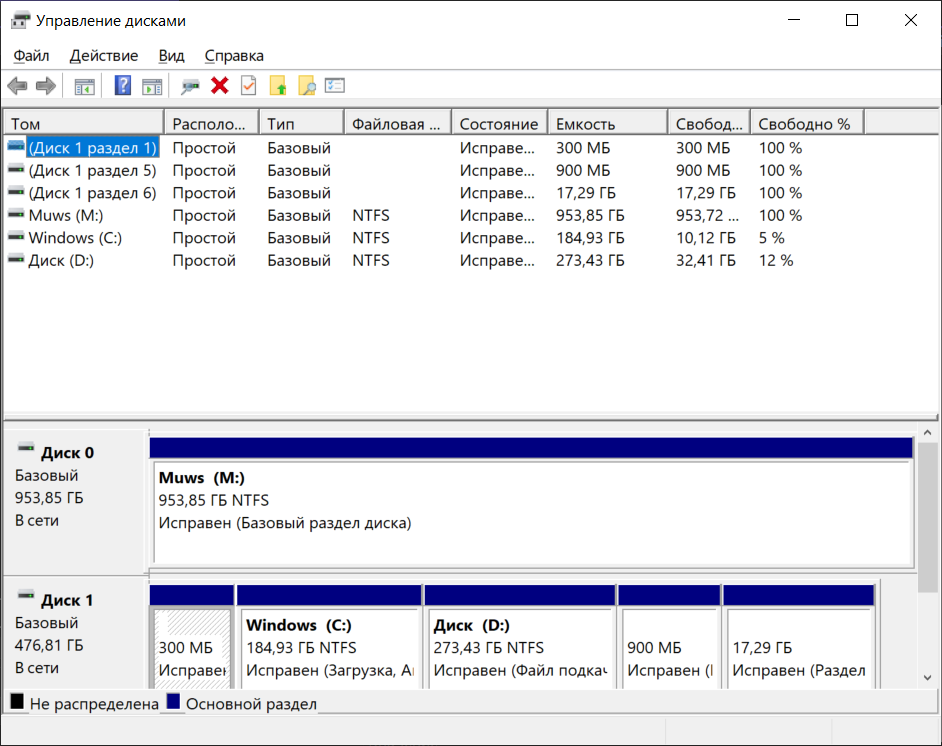 Управление дисками
Файл Действие Вид Справка
Том Располо... Тип Файловая ... Состояние Емкость Свобод... Свободно %
(Диск 1 раздел 1) Простой Базовый Исправе... 300 МБ 300 МБ 100 %
(Диск 1 раздел 5) Простой Базовый Исправе... 900 МБ 900 МБ 100 %
(Диск 1 раздел 6) Простой Базовый Исправе... 17,29 ГБ 17,29 ГБ 100 %
Muws (M:) Простой Базовый NTFS Исправе... 953,85 ГБ 953,72 ... 100 %
Windows (C:) Простой Базовый NTFS Исправе... 184,93 ГБ 10,12 ГБ 5 %
Диск (D:) Простой Базовый NTFS Исправе... 273,43 ГБ 32,41 ГБ 12 %
Диск 0
Базовый
953,85 ГБ
В сети
Muws (M:)
953,85 ГБ NTFS
Исправен (Базовый раздел диска)
Диск 1
Базовый
476,81 ГБ
В сети
300 МБ
Исправен
Windows (C:)
184,93 ГБ NTFS
Исправен (Загрузка, А
Диск (D:)
273,43 ГБ NTFS
Исправен (Файл подкач
900 МБ
Исправен (
17,29 ГБ
Исправен (Раздел
Не распределена Основной раздел